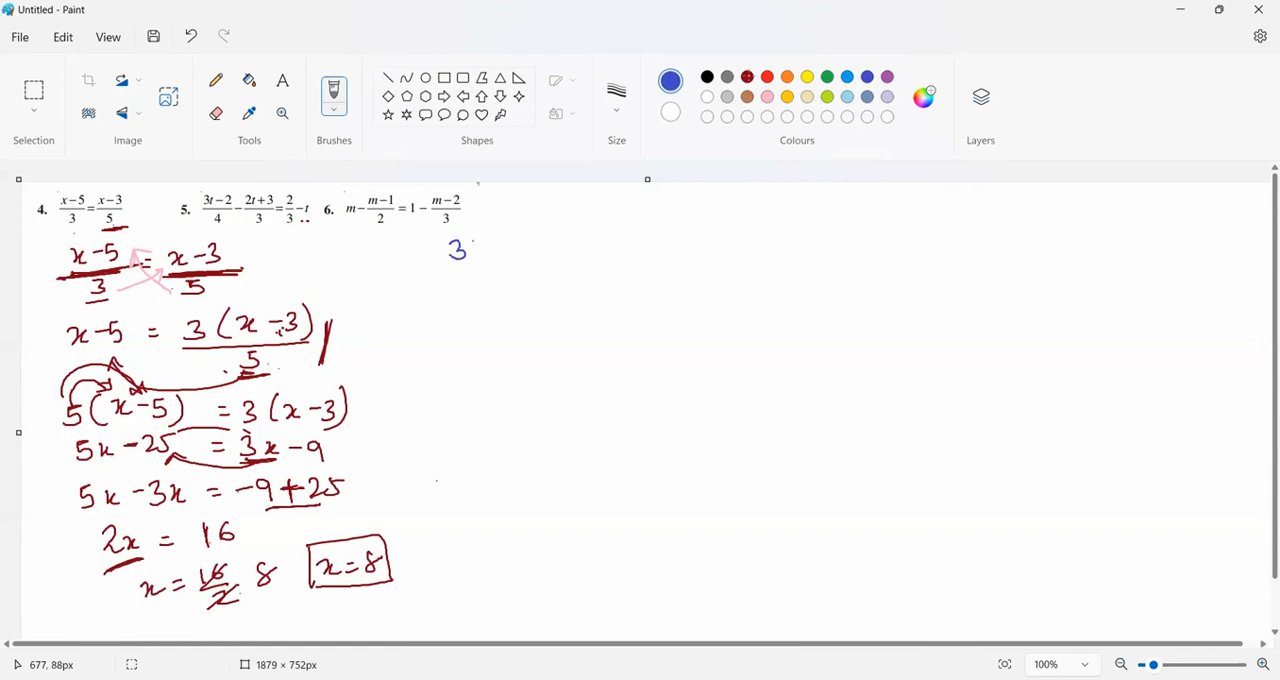 Untitled - Paint
File Edit View
Selection Image Tools Brushes Shapes Size Colours Layers
4. x-5/3 = x-3/5 5. 3t-2/4 - 2t+3/3 = 2/3 - t 6. m - m-1/2 = 1 - m-2/3
x-5/3 = x-3/5 3
x-5 = 3(x-3)/5
5(x-5) = 3(x-3)
5x-25 = 3x-9
5x-3x = -9+25
2x = 16
x = 16/2 8 x=8
677, 88px 1879 × 752px 100%